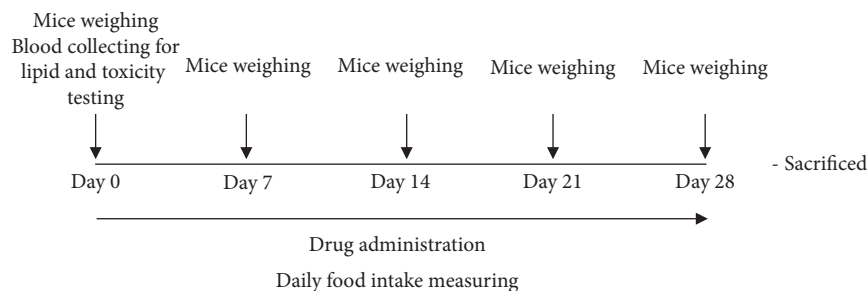 Mice weighing
Blood collecting for
lipid and toxicity
testing
Mice weighing
Mice weighing
Mice weighing
Mice weighing
Day 0
Day 7
Day 14
Day 21
Day 28
- Sacrificed
Drug administration
Daily food intake measuring